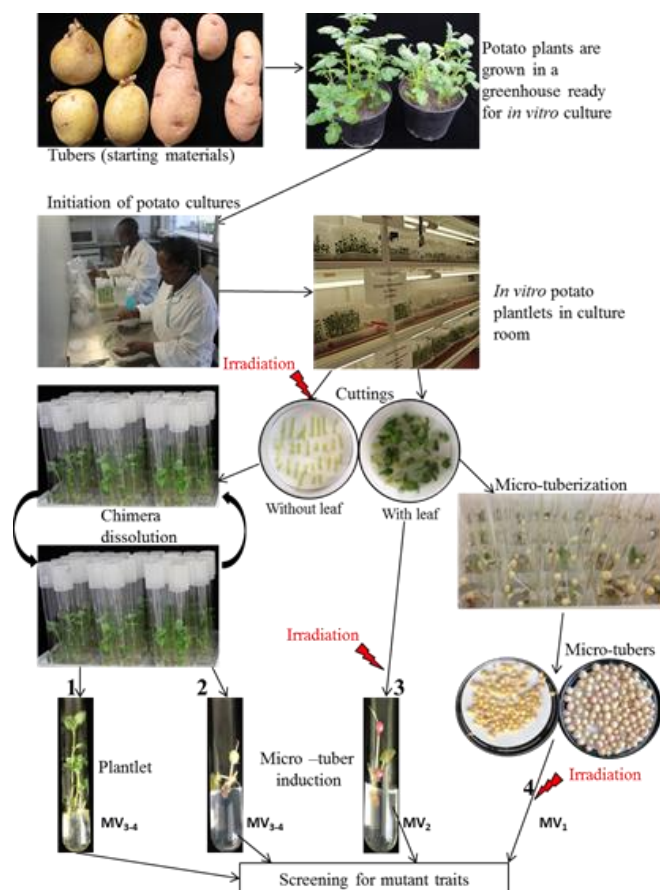 Potato plants are
grown in a
greenhouse ready
for in vitro culture
Tubers (starting materials)
Initiation of potato cultures
In vitro potato
plantlets in culture
room
Irradiation
Cuttings
Without leaf
With leaf
Micro-tuberization
Chimera
dissolution
Irradiation
Micro-tubers
1
2
3
Plantlet
Micro –tuber
induction
4
Irradiation
MV3-4
MV3-4
MV2
MV1
Screening for mutant traits